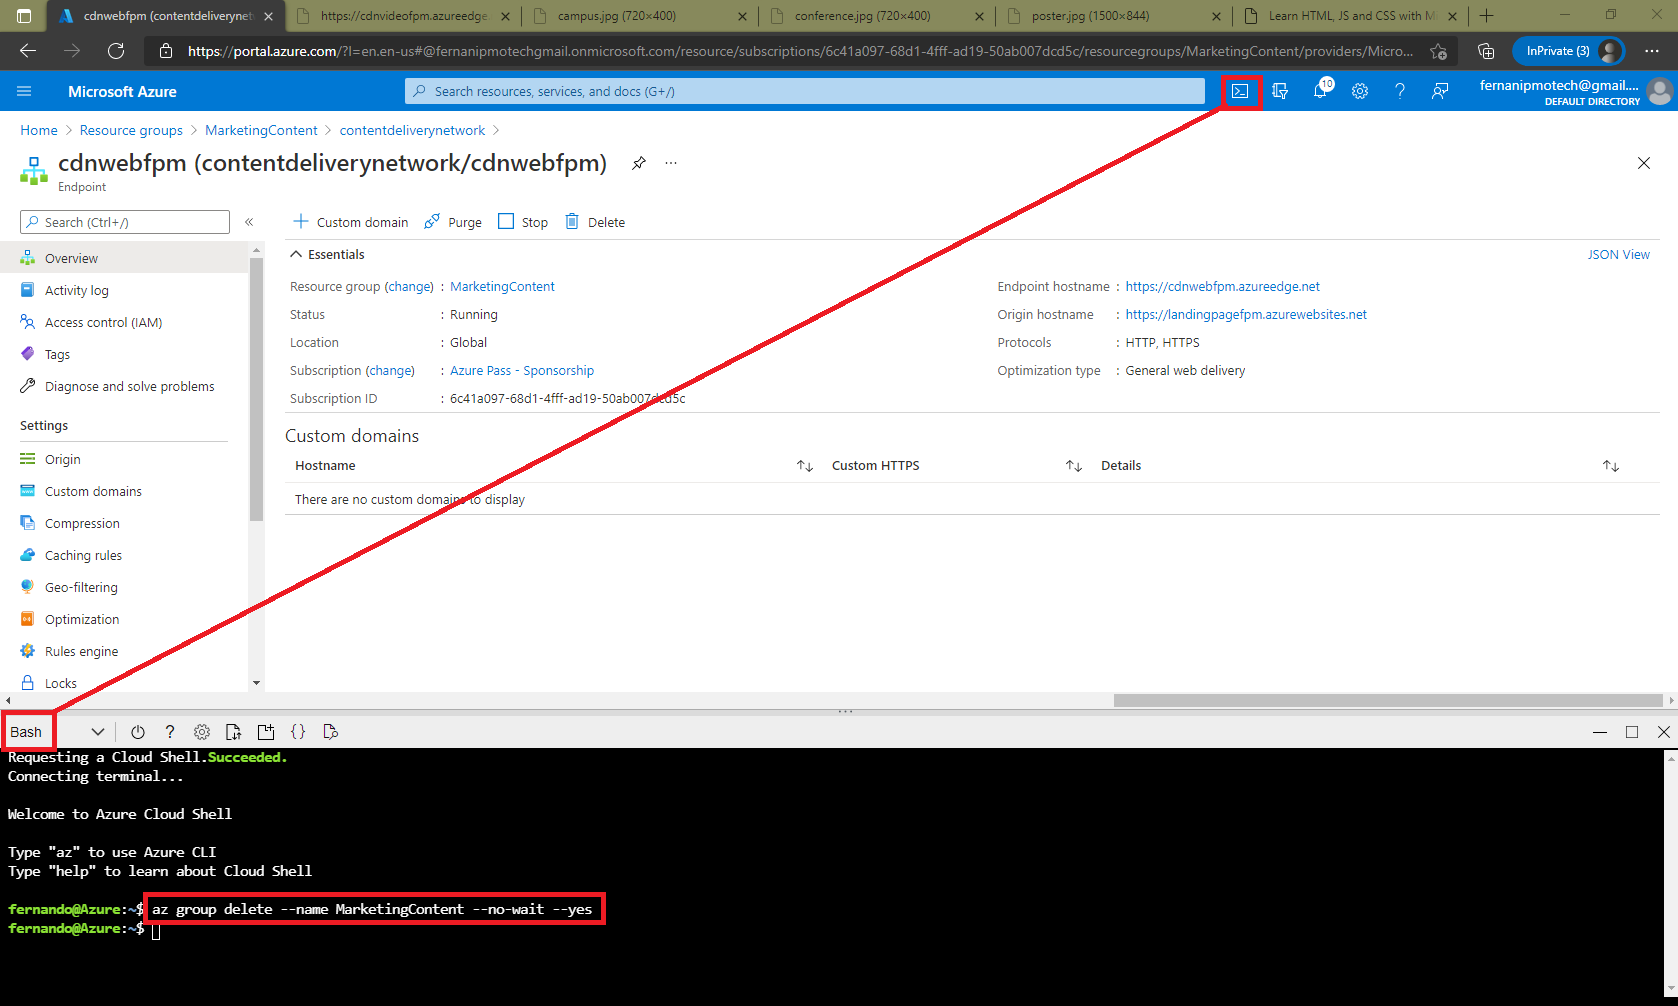 cdnwebfpm (contentdeliverynet
https://cdnvideofpm.azureedge.
campus.jpg (720×400)
conference.jpg (720×400)
poster.jpg (1500×844)
Learn HTML, JS and CSS with M
https://portal.azure.com/?l=en.en-us#@fernanipmotechgmail.onmicrosoft.com/resource/subscriptions/6c41a097-68d1-4fff-ad19-50ab007dcd5c/resourcegroups/MarketingContent/providers/Micro...
InPrivate (3)
Microsoft Azure
Search resources, services, and docs (G+/)
10
fernanipmotech@gmail....
DEFAULT DIRECTORY
Home > Resource groups > MarketingContent > contentdeliverynetwork >
cdnwebfpm (contentdeliverynetwork/cdnwebfpm)
Endpoint
Search (Ctrl+/)
Overview
Activity log
Access control (IAM)
Tags
Diagnose and solve problems
Settings
Origin
Custom domains
Compression
Caching rules
Geo-filtering
Optimization
Rules engine
Locks
Custom domain
Purge
Stop
Delete
Essentials
JSON View
Resource group (change) : MarketingContent
Status : Running
Location : Global
Subscription (change) : Azure Pass - Sponsorship
Subscription ID : 6c41a097-68d1-4fff-ad19-50ab007dcd5c
Endpoint hostname : https://cdnwebfpm.azureedge.net
Origin hostname : https://landingpagefpm.azurewebsites.net
Protocols : HTTP, HTTPS
Optimization type : General web delivery
Custom domains
Hostname
Custom HTTPS
Details
There are no custom domains to display
Bash
Requesting a Cloud Shell.Succeeded.
Connecting terminal...
Welcome to Azure Cloud Shell
Type "az" to use Azure CLI
Type "help" to learn about Cloud Shell
fernando@Azure:~$ az group delete --name MarketingContent --no-wait --yes
fernando@Azure:~$